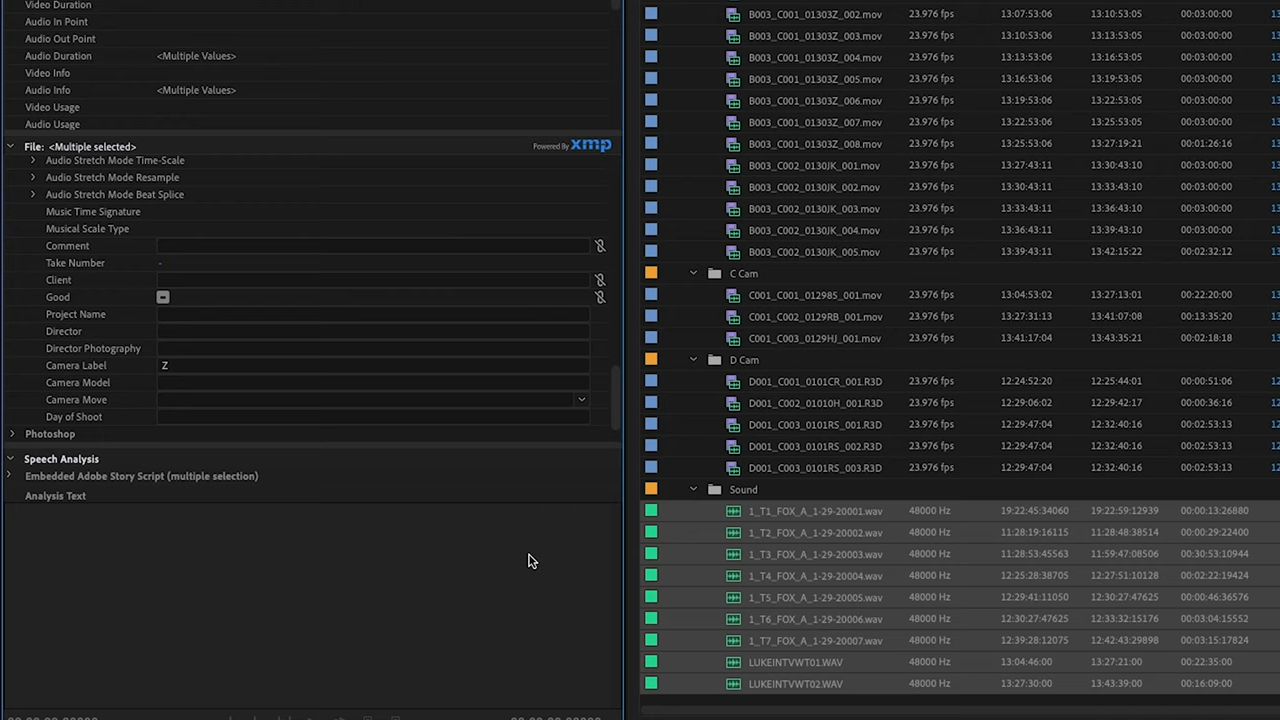 Video Duration
Audio In Point
Audio Out Point
Audio Duration <Multiple Values>
Video Info
Audio Info <Multiple Values>
Video Usage
Audio Usage
File: <Multiple selected> Powered By xmp
Audio Stretch Mode Time-Scale
Audio Stretch Mode Resample
Audio Stretch Mode Beat Splice
Music Time Signature
Musical Scale Type
Comment
Take Number -
Client
Good
Project Name
Director
Director Photography
Camera Label Z
Camera Model
Camera Move
Day of Shoot
Photoshop
Speech Analysis
Embedded Adobe Story Script (multiple selection)
Analysis Text
B003_C001_01303Z_002.mov 23.976 fps 13:07:53:06 13:10:53:05 00:03:00:00 13
B003_C001_01303Z_003.mov 23.976 fps 13:10:53:06 13:13:53:05 00:03:00:00 13
B003_C001_01303Z_004.mov 23.976 fps 13:13:53:06 13:16:53:05 00:03:00:00 13
B003_C001_01303Z_005.mov 23.976 fps 13:16:53:06 13:19:53:05 00:03:00:00 13
B003_C001_01303Z_006.mov 23.976 fps 13:19:53:06 13:22:53:05 00:03:00:00 13
B003_C001_01303Z_007.mov 23.976 fps 13:22:53:06 13:25:53:05 00:03:00:00 13
B003_C001_01303Z_008.mov 23.976 fps 13:25:53:06 13:27:19:21 00:01:26:16 13
B003_C002_0130JK_001.mov 23.976 fps 13:27:43:11 13:30:43:10 00:03:00:00 13
B003_C002_0130JK_002.mov 23.976 fps 13:30:43:11 13:33:43:10 00:03:00:00 13
B003_C002_0130JK_003.mov 23.976 fps 13:33:43:11 13:36:43:10 00:03:00:00 13
B003_C002_0130JK_004.mov 23.976 fps 13:36:43:11 13:39:43:10 00:03:00:00 13
B003_C002_0130JK_005.mov 23.976 fps 13:39:43:11 13:42:15:22 00:02:32:12 13
C Cam
C001_C001_012985_001.mov 23.976 fps 13:04:53:02 13:27:13:01 00:22:20:00 13
C001_C002_0129RB_001.mov 23.976 fps 13:27:31:13 13:41:07:08 00:13:35:20 13
C001_C003_0129HJ_001.mov 23.976 fps 13:41:17:04 13:43:35:21 00:02:18:18 13
D Cam
D001_C001_0101CR_001.R3D 23.976 fps 12:24:52:20 12:25:44:01 00:00:51:06 12
D001_C002_01010H_001.R3D 23.976 fps 12:29:06:02 12:29:42:17 00:00:36:16 12
D001_C003_0101RS_001.R3D 23.976 fps 12:29:47:04 12:32:40:16 00:02:53:13 12
D001_C003_0101RS_002.R3D 23.976 fps 12:29:47:04 12:32:40:16 00:02:53:13 12
D001_C003_0101RS_003.R3D 23.976 fps 12:29:47:04 12:32:40:16 00:02:53:13 12
Sound
1_T1_FOX_A_1-29-20001.wav 48000 Hz 19:22:45:34060 19:22:59:12939 00:00:13:26880
1_T2_FOX_A_1-29-20002.wav 48000 Hz 11:28:19:16115 11:28:48:38514 00:00:29:22400
1_T3_FOX_A_1-29-20003.wav 48000 Hz 11:28:53:45563 11:59:47:08506 00:30:53:10944
1_T4_FOX_A_1-29-20004.wav 48000 Hz 12:25:28:38705 12:27:51:10128 00:02:22:19424
1_T5_FOX_A_1-29-20005.wav 48000 Hz 12:29:41:11050 12:30:27:47625 00:00:46:36576
1_T6_FOX_A_1-29-20006.wav 48000 Hz 12:30:27:47625 12:33:32:15176 00:03:04:15552
1_T7_FOX_A_1-29-20007.wav 48000 Hz 12:39:28:12075 12:42:43:29898 00:03:15:17824
LUKEINTVWT01.WAV 48000 Hz 13:04:46:00 13:27:21:00 00:22:35:00
LUKEINTVWT02.WAV 48000 Hz 13:27:30:00 13:43:39:00 00:16:09:00